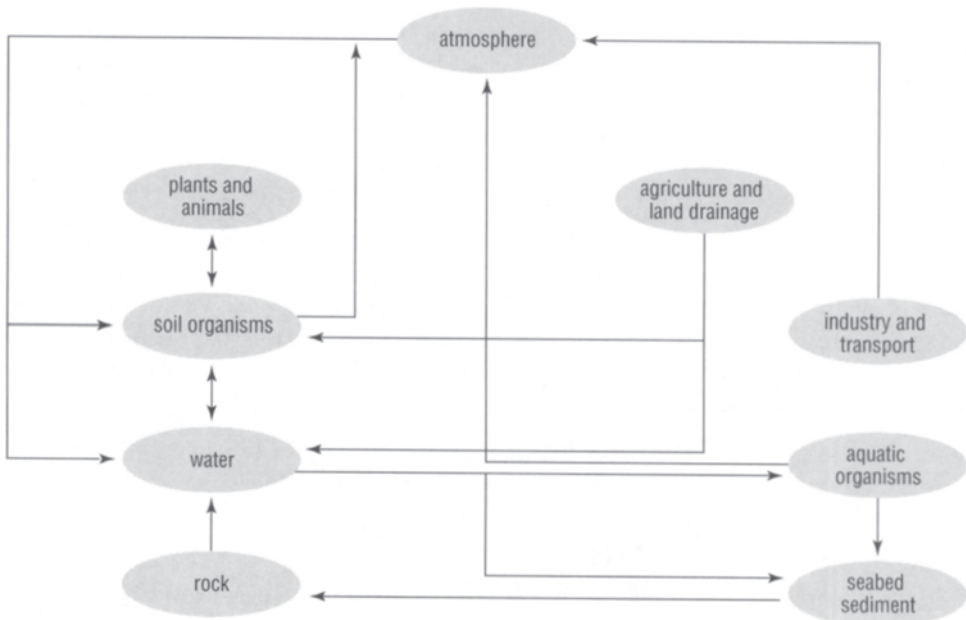 atmosphere
plants and
animals
agriculture and
land drainage
soil organisms
industry and
transport
water
aquatic
organisms
rock
seabed
sediment